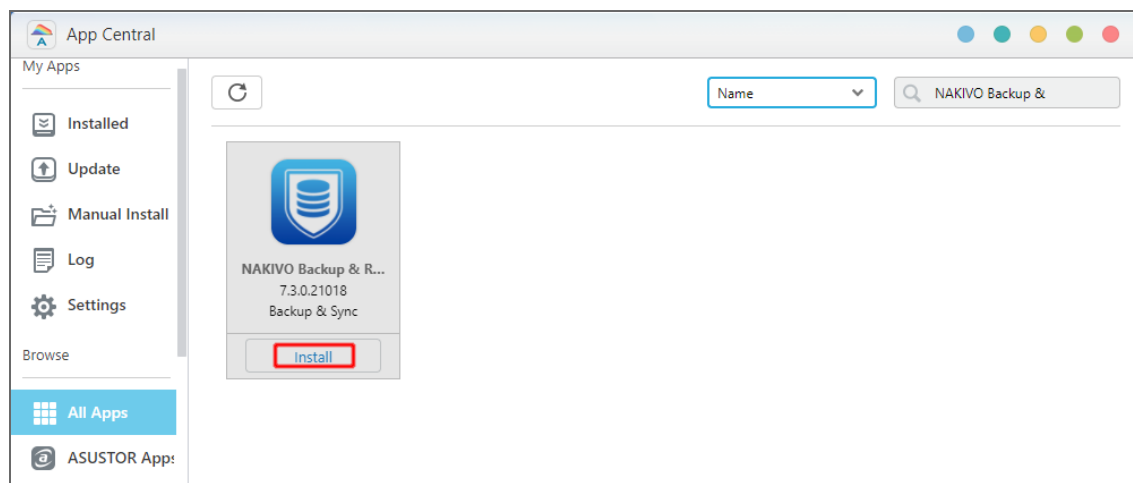 App Central
My Apps
Installed
Update
Manual Install
Log
Settings
Browse
All Apps
ASUSTOR Apps
Name
NAKIVO Backup &
NAKIVO Backup & R...
7.3.0.21018
Backup & Sync
Install